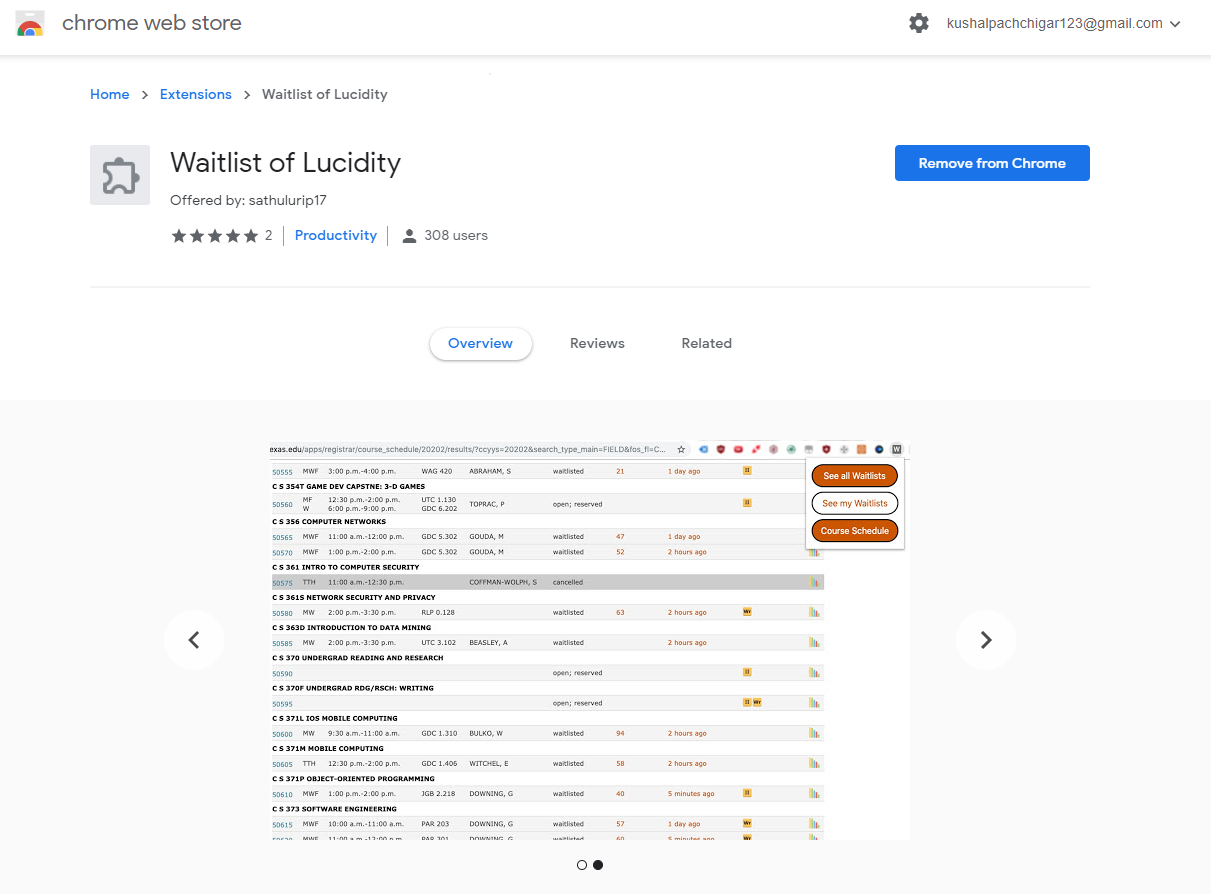 chrome web store
kushalpachchigar123@gmail.com
Home > Extensions > Waitlist of Lucidity
Waitlist of Lucidity
Remove from Chrome
Offered by: sathulurip17
2 Productivity 308 users
Overview Reviews Related
exas.edu/apps/registrar/course_schedule/20202/results/?ccyys=20202&search_type_main=FIELD&fos_fl=C...
50555 MWF 3:00 p.m.-4:00 p.m. WAG 420 ABRAHAM, S waitlisted 21 1 day ago
See all Waitlists
C S 354T GAME DEV CAPSTNE: 3-D GAMES
MF 12:30 p.m.-2:00 p.m. UTC 1.130
50560 TOPRAC, P open; reserved
W 6:00 p.m.-9:00 p.m. GDC 6.202
See my Waitlists
C S 356 COMPUTER NETWORKS
Course Schedule
50565 MWF 11:00 a.m.-12:00 p.m. GDC 5.302 GOUDA, M waitlisted 47 1 day ago
50570 MWF 1:00 p.m.-2:00 p.m. GDC 5.302 GOUDA, M waitlisted 52 2 hours ago
C S 361 INTRO TO COMPUTER SECURITY
50575 TTH 11:00 a.m.-12:30 p.m. COFFMAN-WOLPH, S cancelled
C S 361S NETWORK SECURITY AND PRIVACY
50580 MW 2:00 p.m.-3:30 p.m. RLP 0.128 waitlisted 63 2 hours ago Wr
C S 363D INTRODUCTION TO DATA MINING
50585 MW 2:00 p.m.-3:30 p.m. UTC 3.102 BEASLEY, A waitlisted 2 hours ago
C S 370 UNDERGRAD READING AND RESEARCH
50590 open; reserved
C S 370F UNDERGRAD RDG/RSCH: WRITING
50595 open; reserved Wr
C S 371L IOS MOBILE COMPUTING
50600 MW 9:30 a.m.-11:00 a.m. GDC 1.310 BULKO, W waitlisted 94 2 hours ago
C S 371M MOBILE COMPUTING
50605 TTH 12:30 p.m.-2:00 p.m. GDC 1.406 WITCHEL, E waitlisted 58 2 hours ago
C S 371P OBJECT-ORIENTED PROGRAMMING
50610 MWF 1:00 p.m.-2:00 p.m. JGB 2.218 DOWNING, G waitlisted 40 5 minutes ago
C S 373 SOFTWARE ENGINEERING
50615 MWF 10:00 a.m.-11:00 a.m. PAR 203 DOWNING, G waitlisted 57 1 day ago Wr
MWF 11:00 a.m.-12:00 p.m. PAR 201 DOWNING, G waitlisted 60 5 minutes ago Wr